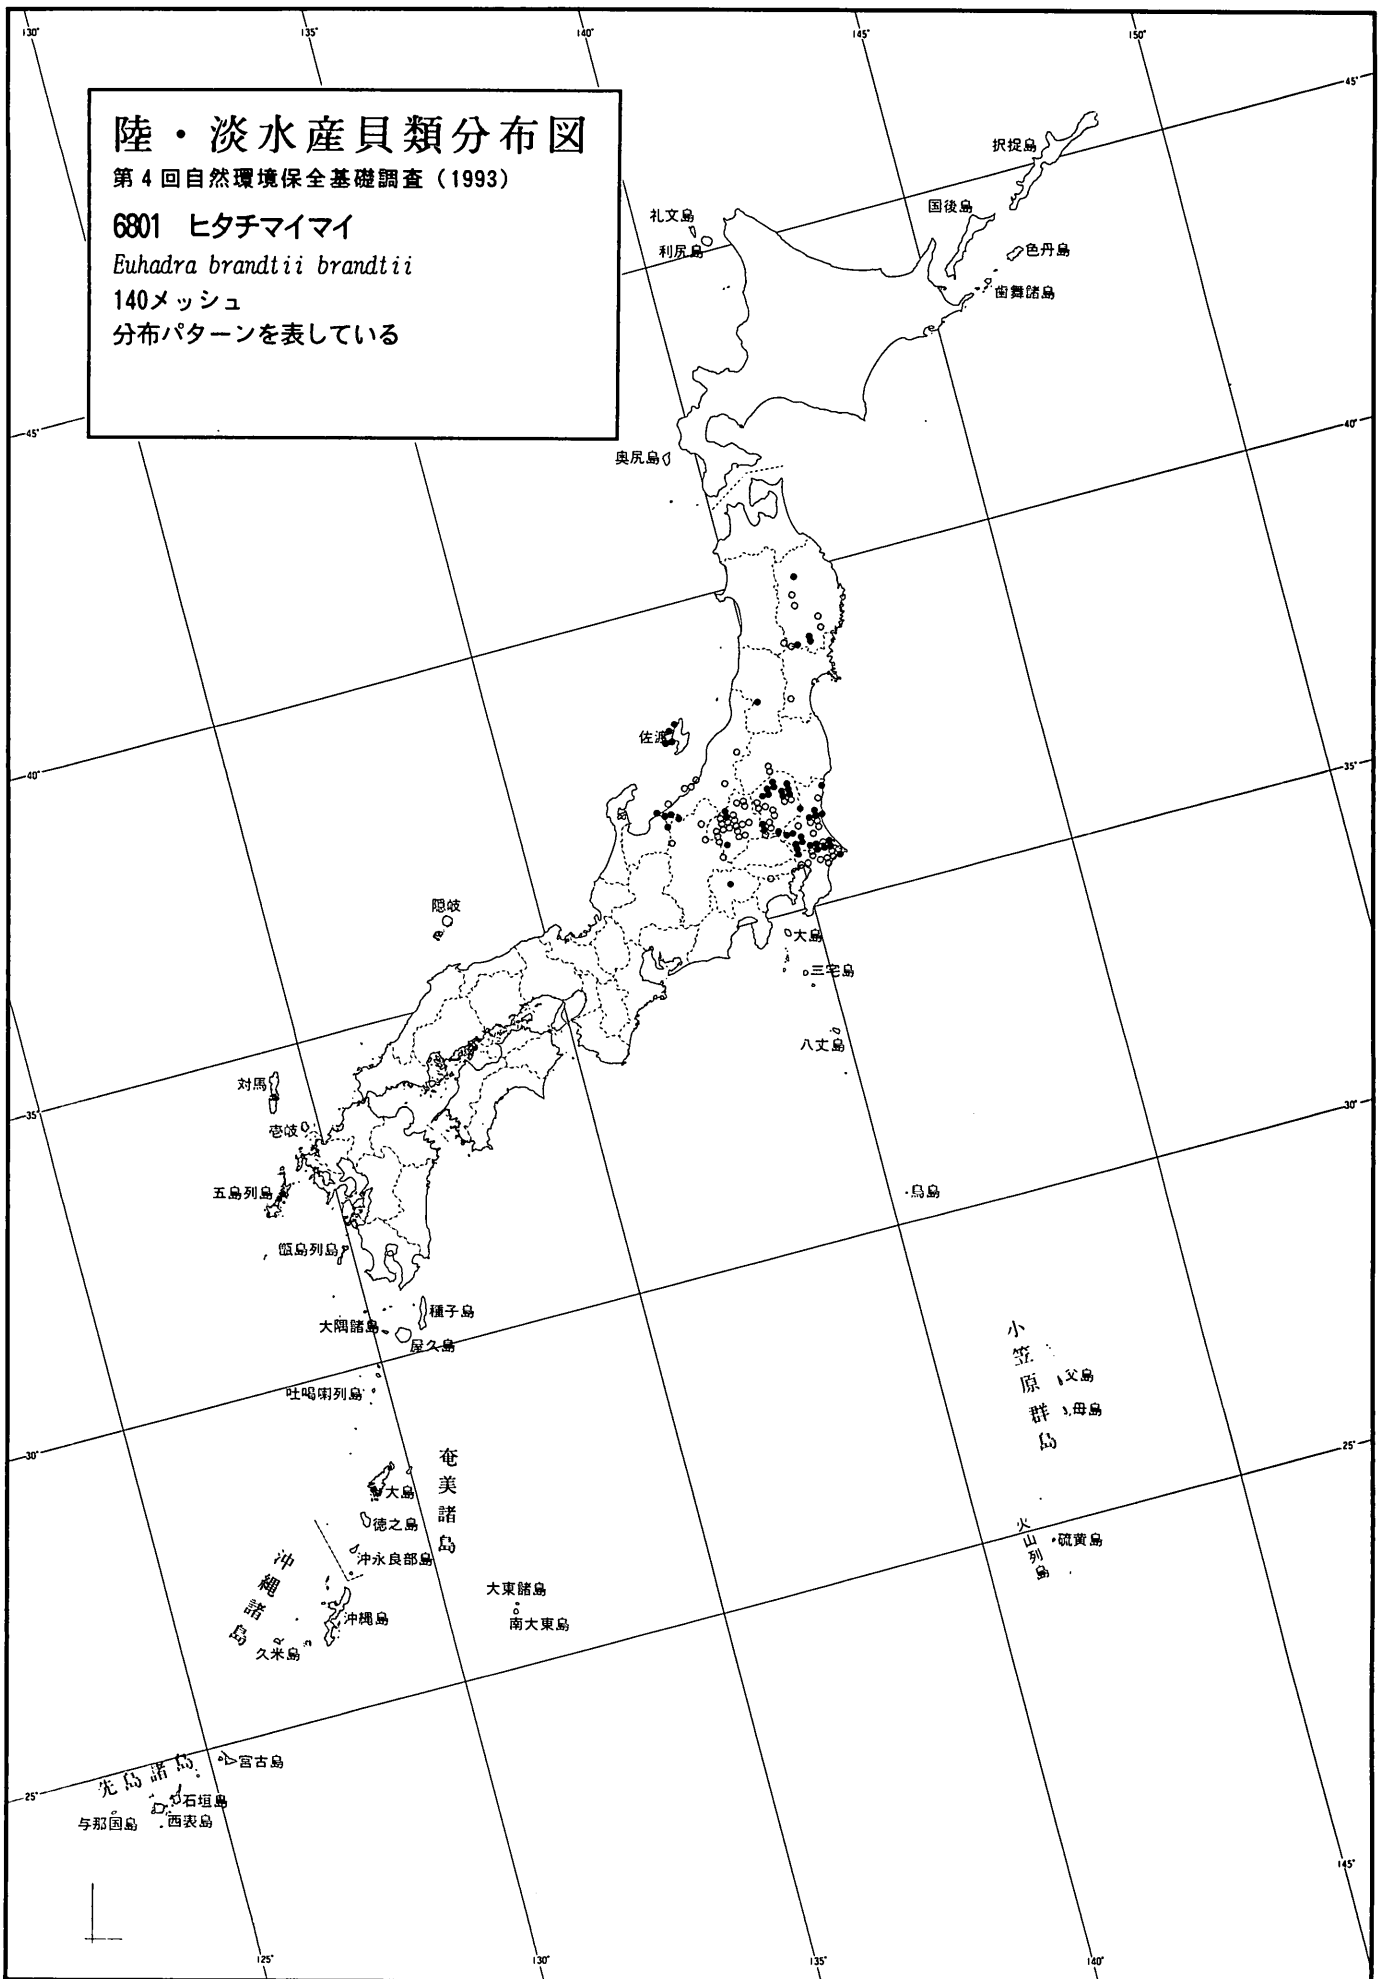 130°
135°
140°
145°
150°
陸・淡水産貝類分布図
第4回自然環境保全基礎調査（1993）
6801 ヒタチマイマイ
Euhadra brandtii brandtii
140メッシュ
分布パターンを表している
45°
択捉島
国後島
礼文島
利尻島
色丹島
歯舞諸島
45°
40°
奥尻島
佐渡
40°
35°
隠岐
大島
三宅島
八丈島
対馬
35°
壱岐
30°
五島列島
鳥島
甑島列島
種子島
大隅諸島
屋久島
吐喝喇列島
小笠原群島
父島
母島
30°
25°
奄美諸島
大島
徳之島
沖永良部島
火山列島
硫黄島
沖縄諸島
大東諸島
南大東島
沖縄島
久米島
先島諸島
宮古島
25°
石垣島
与那国島
西表島
145°
125°
130°
135°
140°